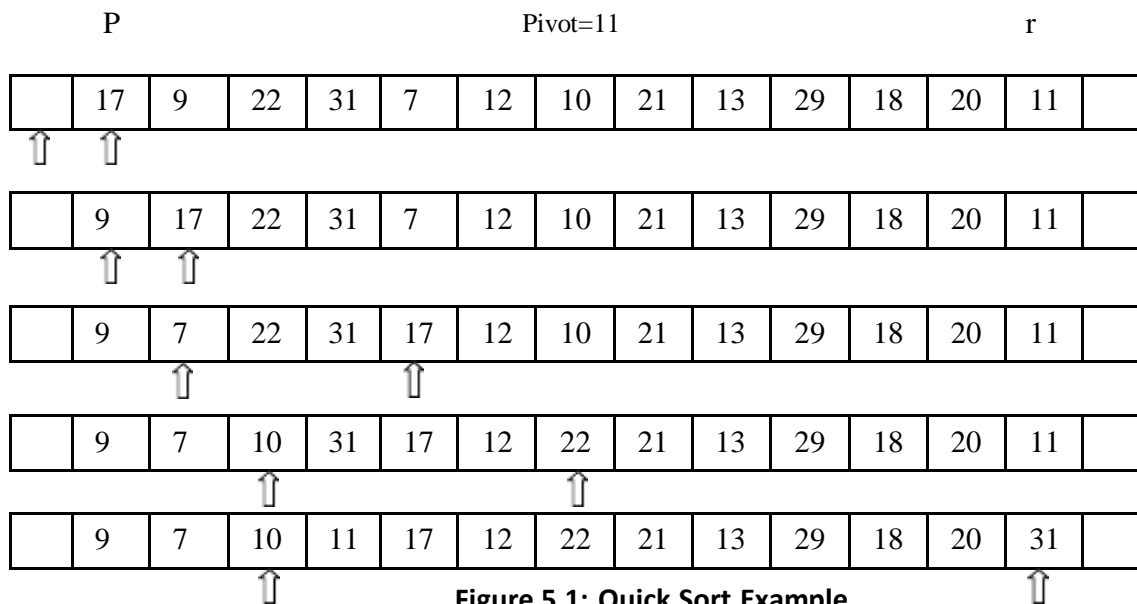 P Pivot=11 r
17 9 22 31 7 12 10 21 13 29 18 20 11
9 17 22 31 7 12 10 21 13 29 18 20 11
9 7 22 31 17 12 10 21 13 29 18 20 11
9 7 10 31 17 12 22 21 13 29 18 20 11
9 7 10 11 17 12 22 21 13 29 18 20 31
Figure 5.1: Quick Sort Example